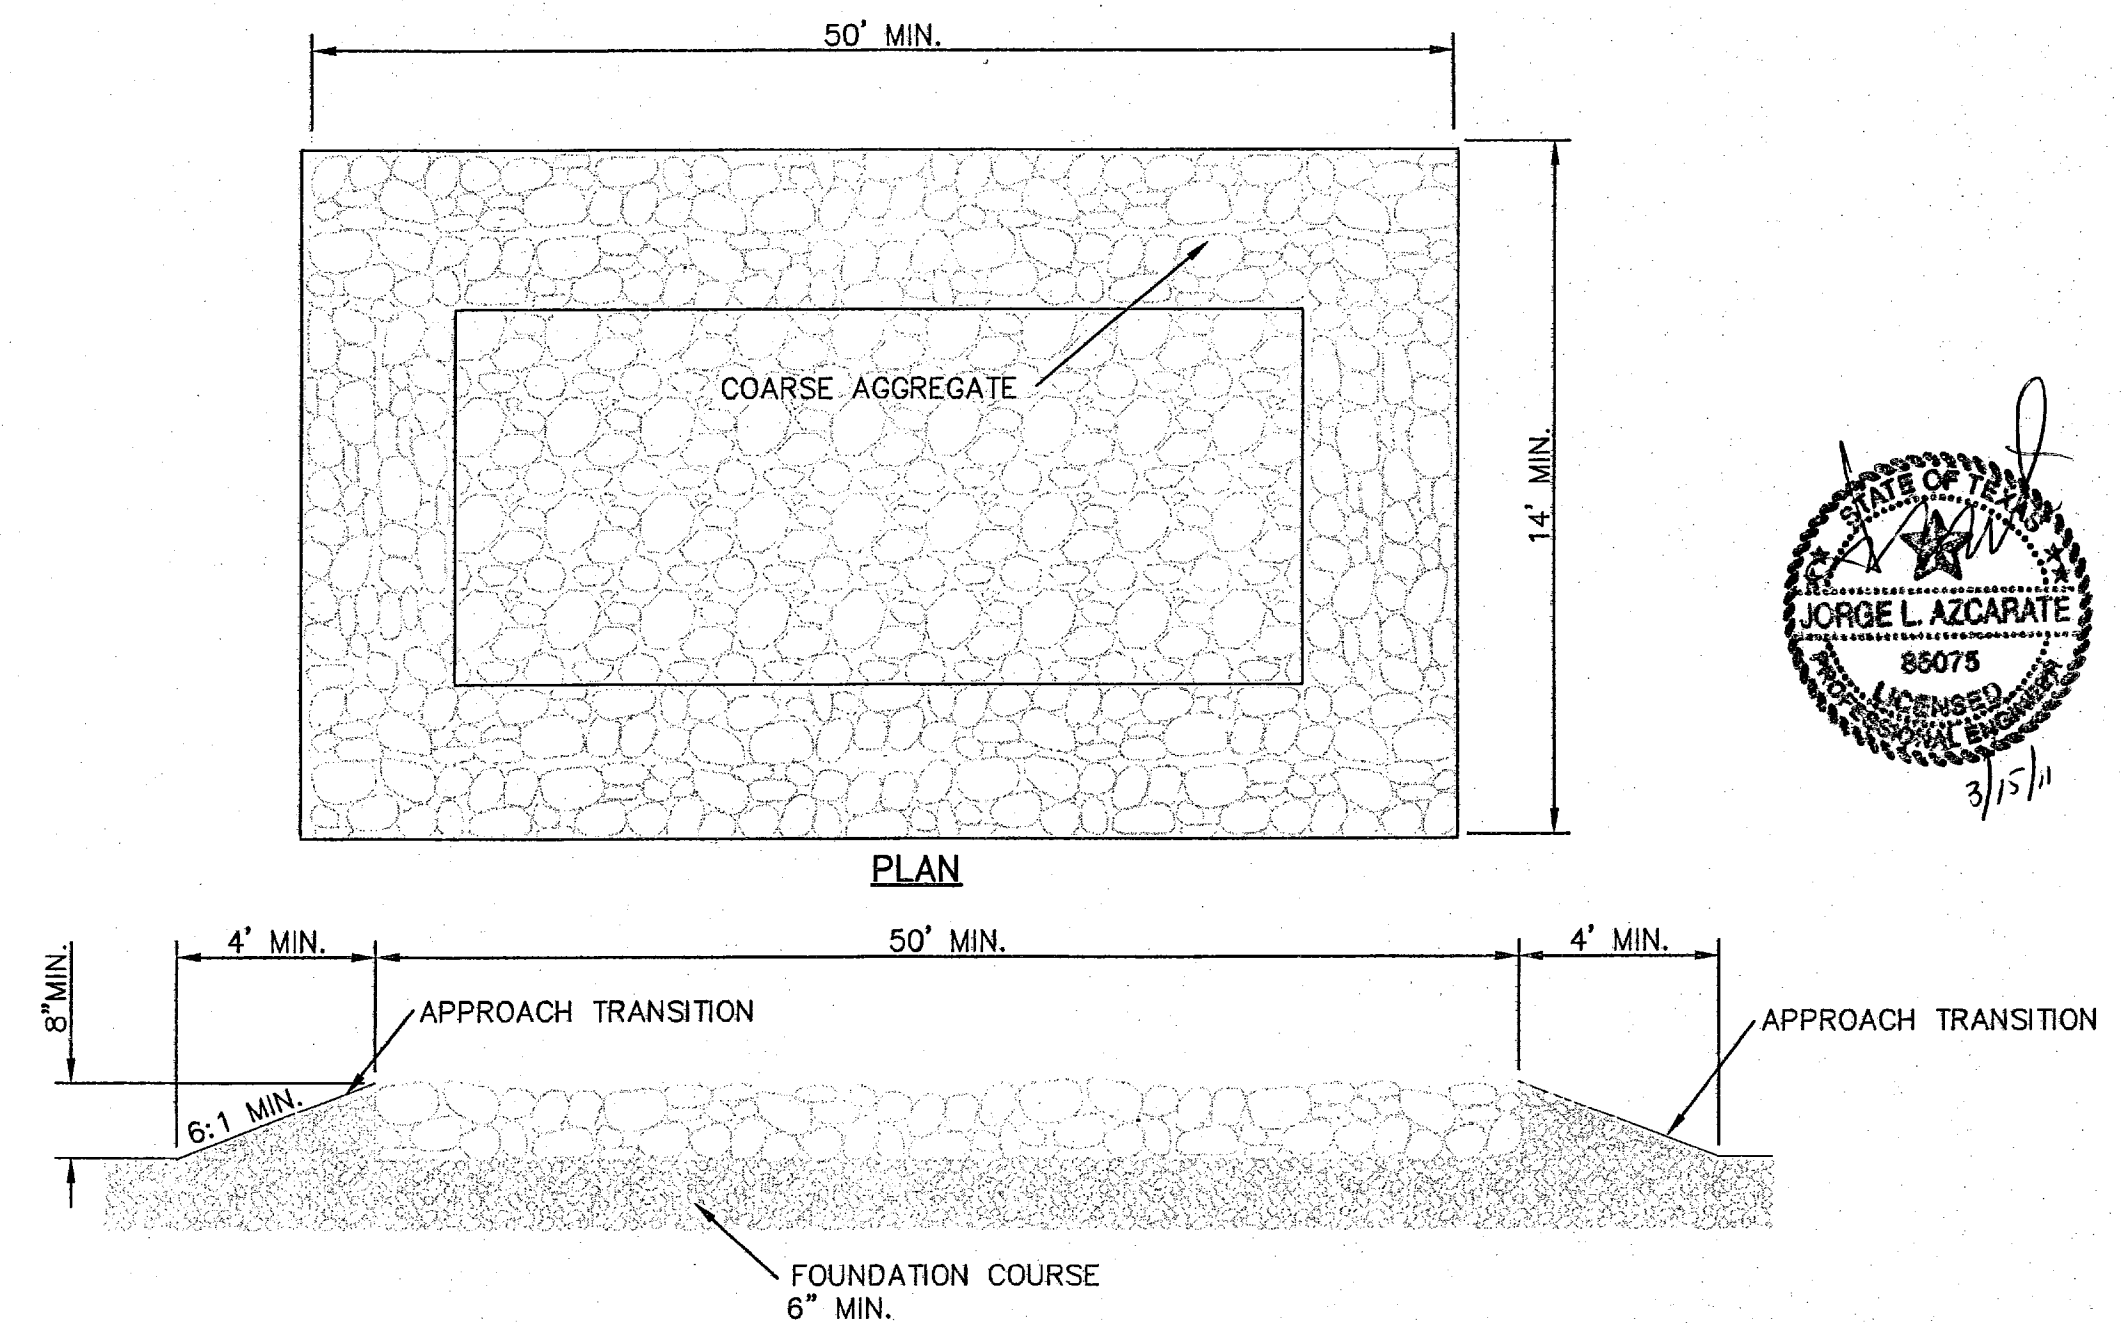 50' MIN.
COARSE AGGREGATE
14' MIN.
STATE OF TEXAS
JORGE L. AZCARATE
85075
LICENSED
PROFESSIONAL ENGINEER
3/15/11
PLAN
4' MIN.
50' MIN.
4' MIN.
8" MIN.
APPROACH TRANSITION
APPROACH TRANSITION
6:1 MIN.
FOUNDATION COURSE
6" MIN.